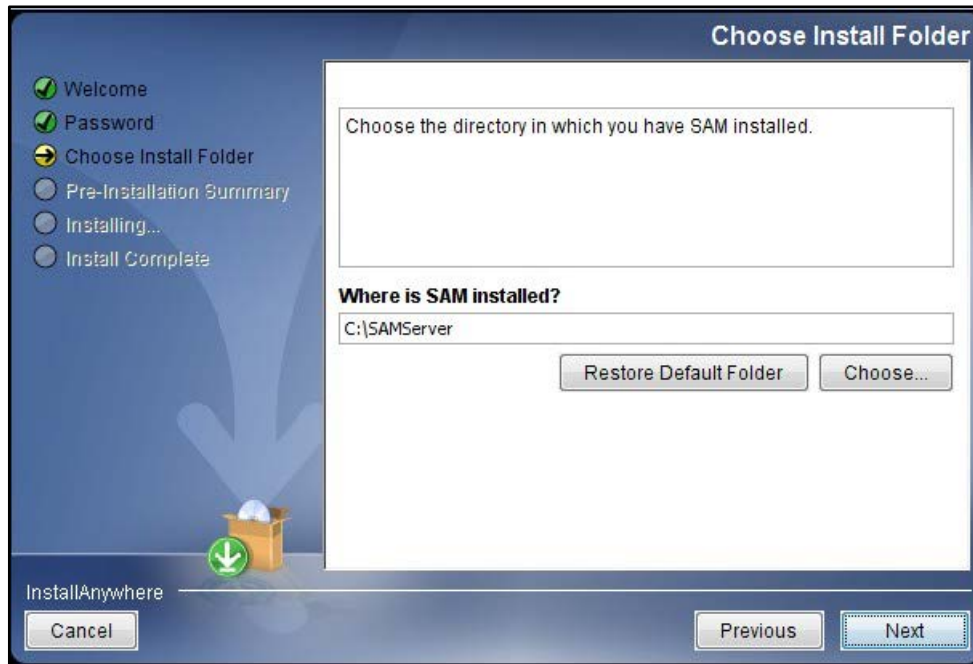 Choose Install Folder
Welcome
Password
Choose Install Folder
Pre-Installation Summary
Installing...
Install Complete
Choose the directory in which you have SAM installed.
Where is SAM installed?
C:\SAMServer
Restore Default Folder
Choose...
InstallAnywhere
Cancel
Previous
Next